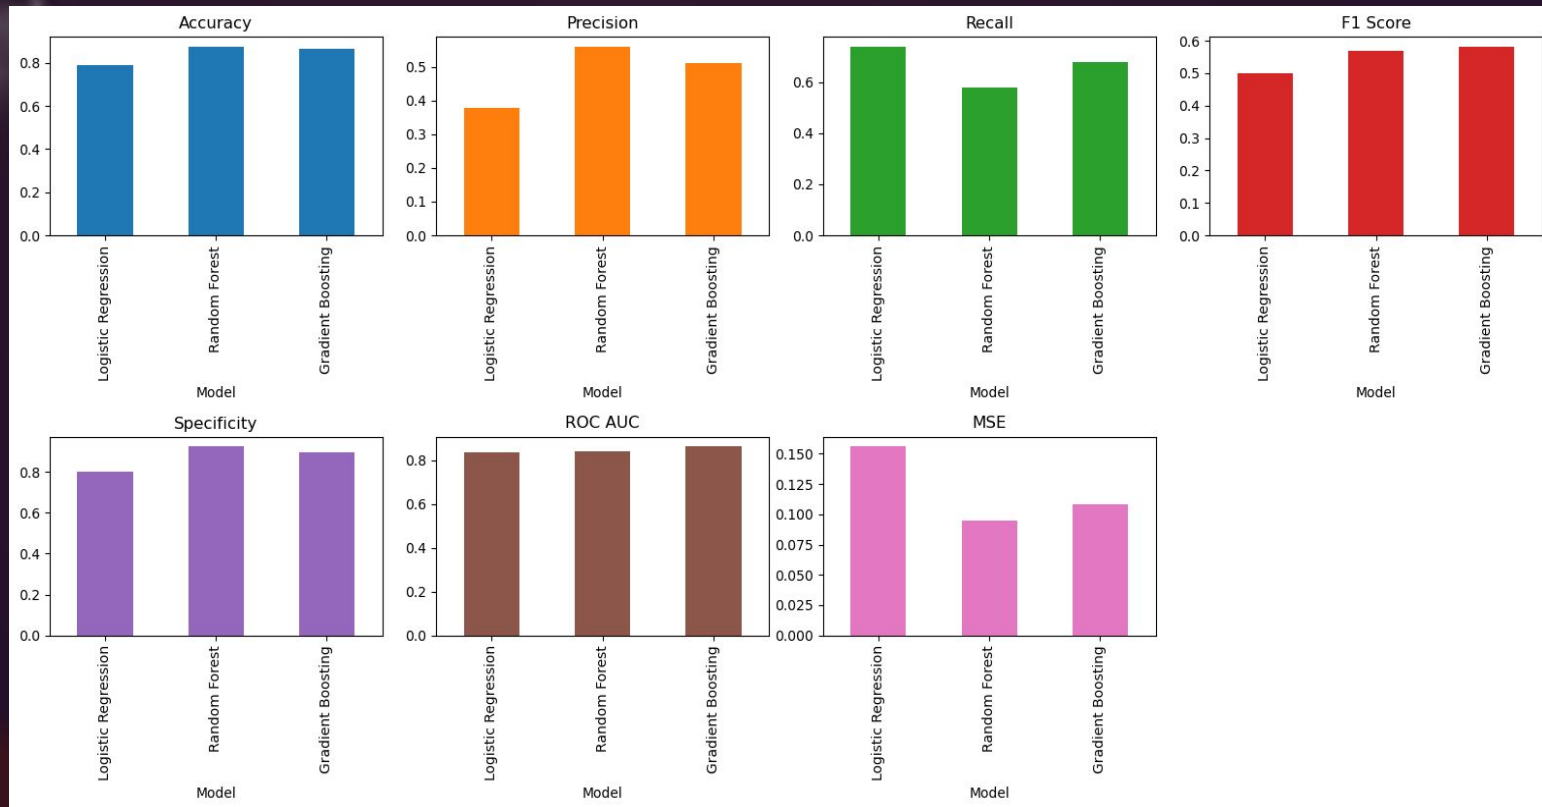 Accuracy
0.8
0.6
0.4
0.2
0.0
Logistic Regression
Random Forest
Gradient Boosting
Model
Precision
0.5
0.4
0.3
0.2
0.1
0.0
Logistic Regression
Random Forest
Gradient Boosting
Model
Recall
0.6
0.4
0.2
0.0
Logistic Regression
Random Forest
Gradient Boosting
Model
F1 Score
0.6
0.5
0.4
0.3
0.2
0.1
0.0
Logistic Regression
Random Forest
Gradient Boosting
Model
Specificity
0.8
0.6
0.4
0.2
0.0
Logistic Regression
Random Forest
Gradient Boosting
Model
ROC AUC
0.8
0.6
0.4
0.2
0.0
Logistic Regression
Random Forest
Gradient Boosting
Model
MSE
0.150
0.125
0.100
0.075
0.050
0.025
0.000
Logistic Regression
Random Forest
Gradient Boosting
Model